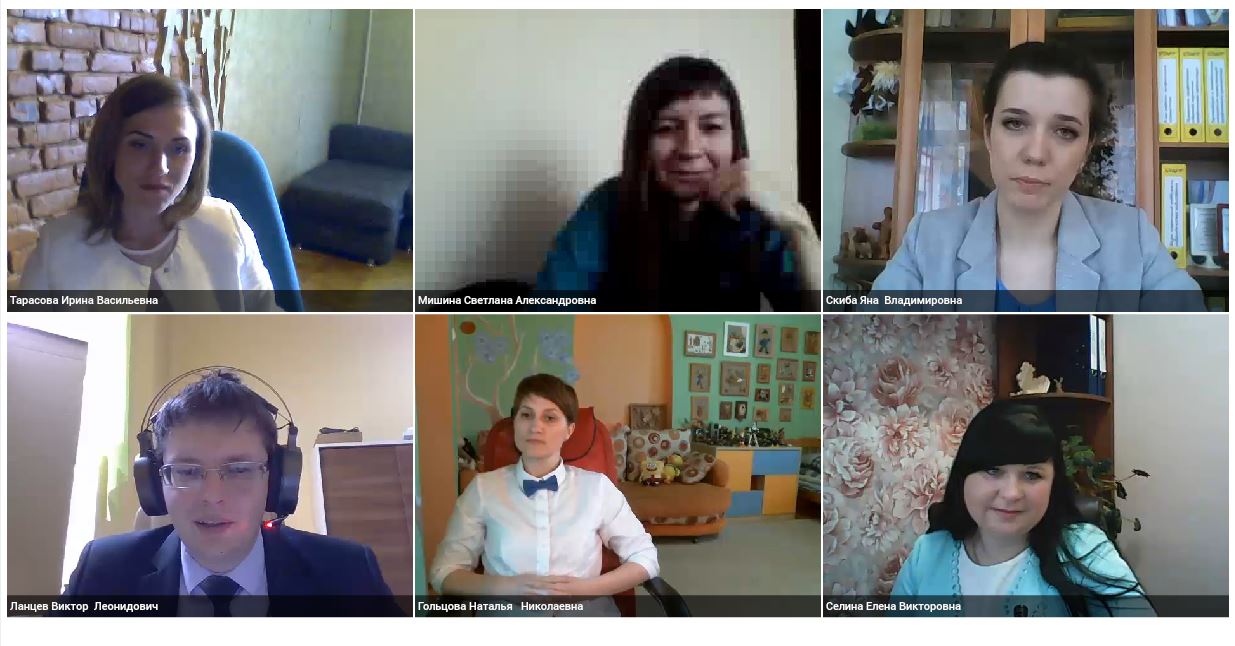 Тарасова Ирина Васильевна
Мишина Светлана Александровна
Скиба Яна Владимировна
Ланцев Виктор Леонидович
Гольцова Наталья Николаевна
Селина Елена Викторовна